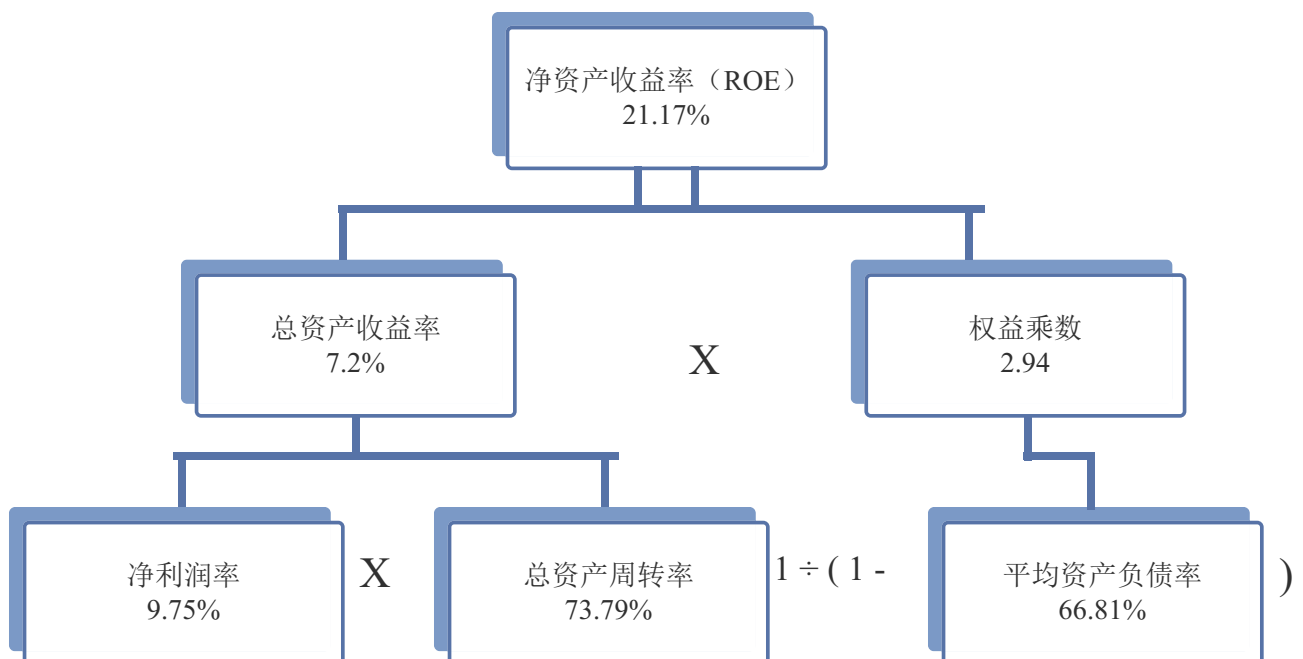 净资产收益率（ROE）
21.17%
总资产收益率
7.2%
X
权益乘数
2.94
净利润率
9.75%
X
总资产周转率
73.79%
1 ÷ ( 1 -
平均资产负债率
66.81%
)